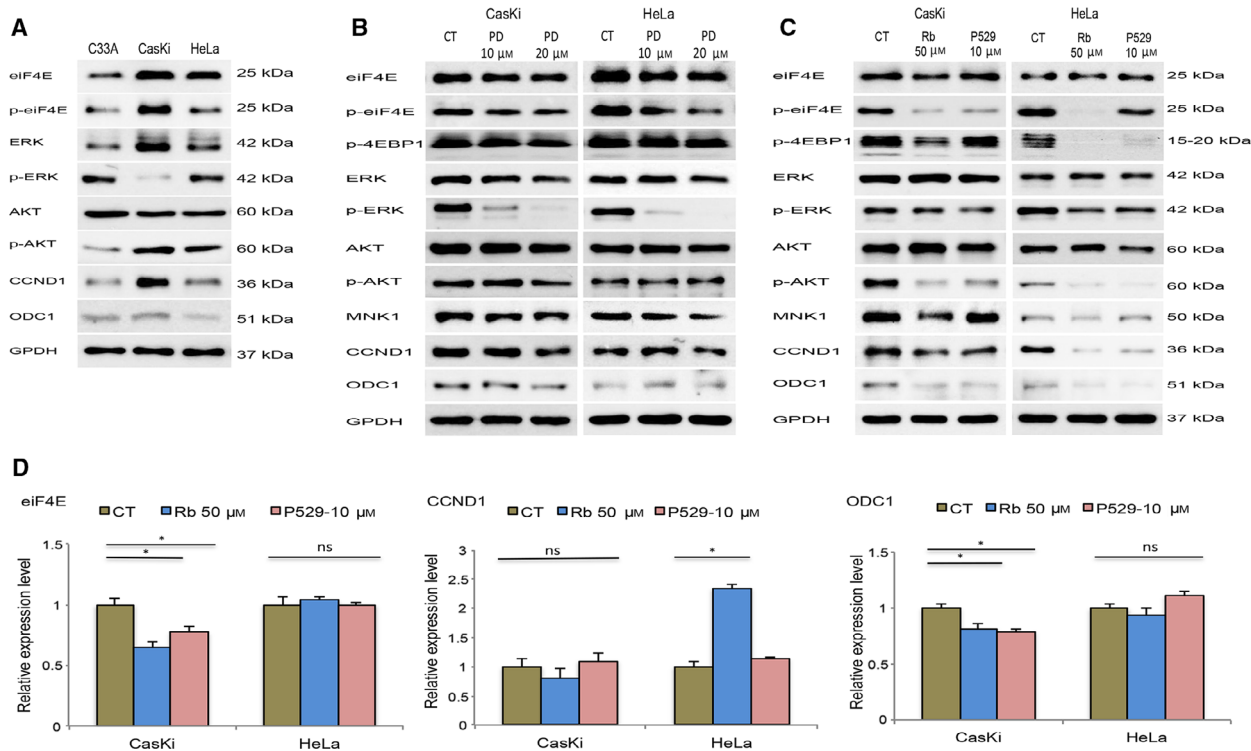 A
C33A CasKi HeLa
eiF4E 25 kDa
p-eiF4E 25 kDa
ERK 42 kDa
p-ERK 42 kDa
AKT 60 kDa
p-AKT 60 kDa
CCND1 36 kDa
ODC1 51 kDa
GPDH 37 kDa
B
CasKi HeLa
CT PD PD CT PD PD
10 µM 20 µM 10 µM 20 µM
eiF4E
p-eiF4E
p-4EBP1
ERK
p-ERK
AKT
p-AKT
MNK1
CCND1
ODC1
GPDH
C
CasKi HeLa
CT Rb P529 CT Rb P529
50 µM 10 µM 50 µM 10 µM
eiF4E 25 kDa
p-eiF4E 25 kDa
p-4EBP1 15-20 kDa
ERK 42 kDa
p-ERK 42 kDa
AKT 60 kDa
p-AKT 60 kDa
MNK1 50 kDa
CCND1 36 kDa
ODC1 51 kDa
GPDH 37 kDa
D
eiF4E
CT Rb 50 µM P529-10 µM
Relative expression level
1.5
1
0.5
0
* * ns
CasKi HeLa
CCND1
CT Rb 50 µM P529-10 µM
Relative expression level
3
2.5
2
1.5
1
0.5
0
ns *
CasKi HeLa
ODC1
CT Rb 50 µM P529-10 µM
Relative expression level
1.5
1
0.5
0
* * ns
CasKi HeLa